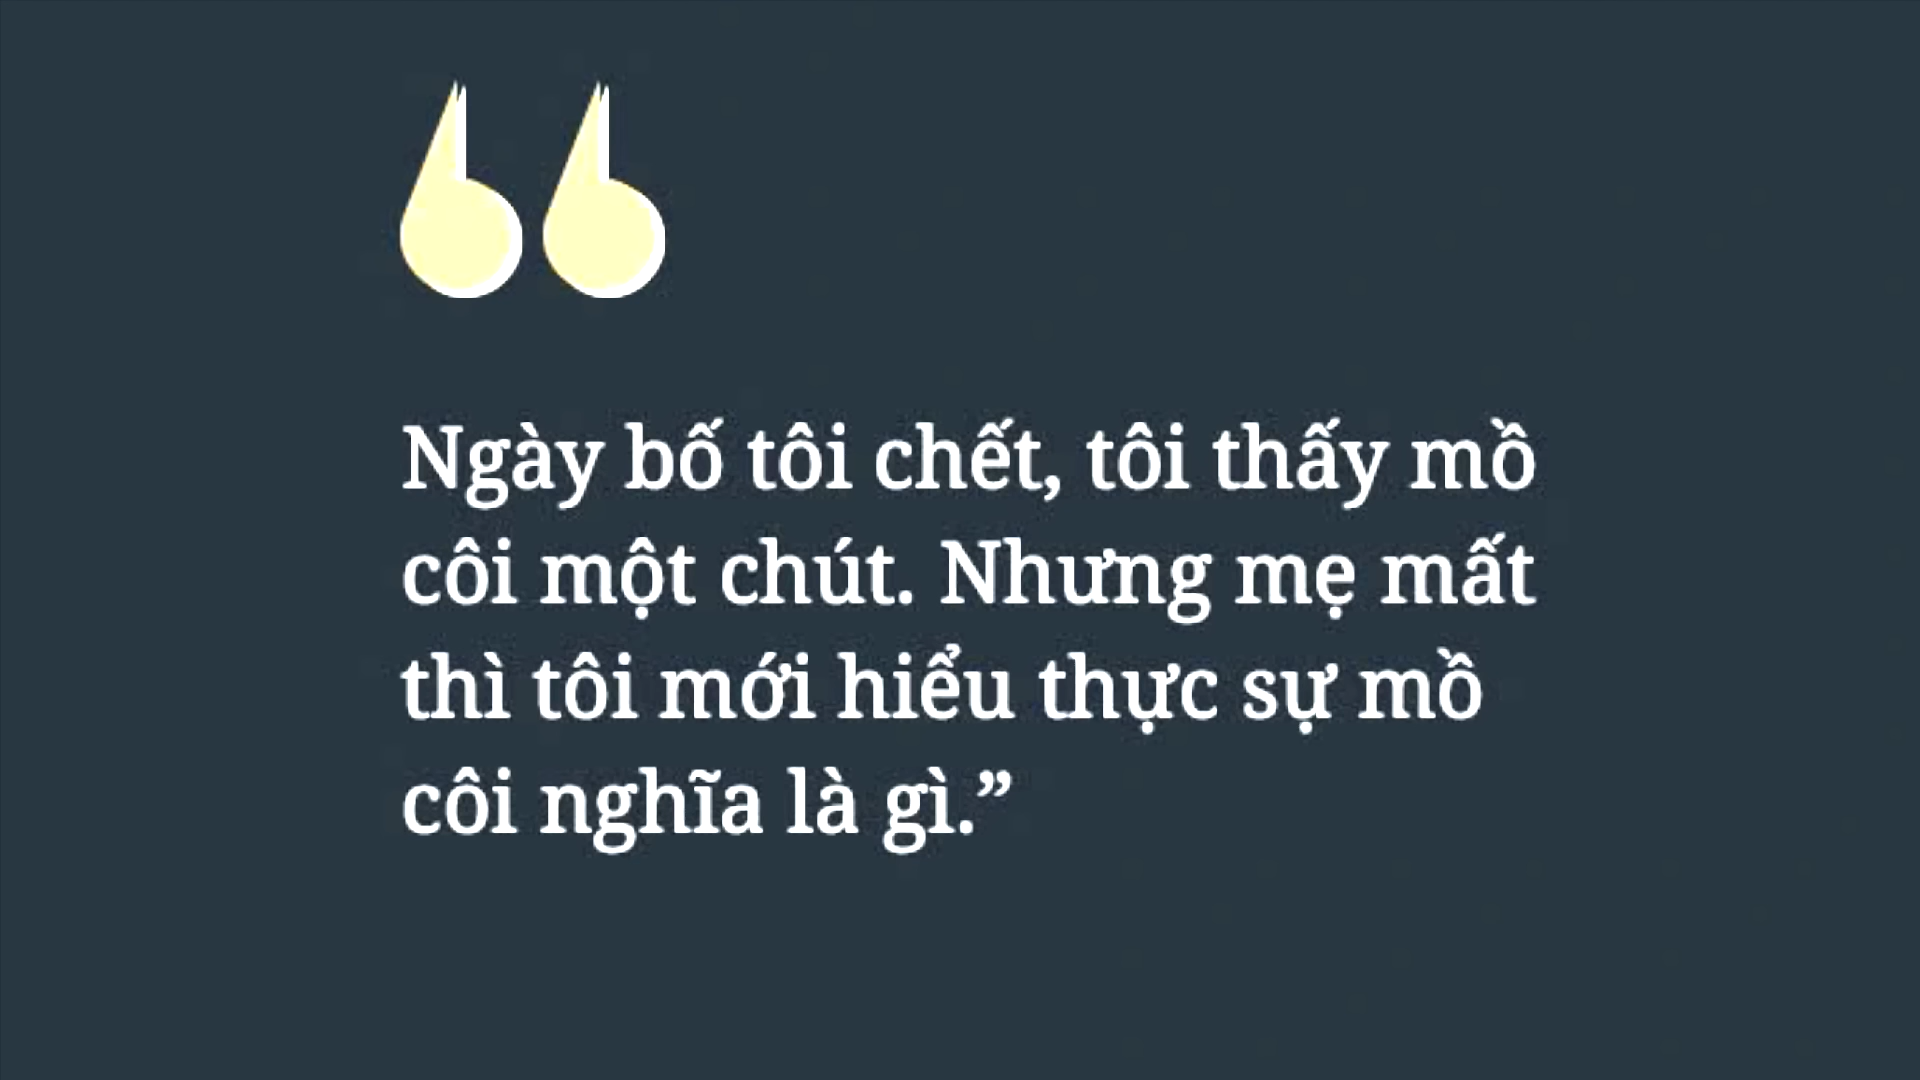 “
Ngày bố tôi chết, tôi thấy mồ
côi một chút. Nhưng mẹ mất
thì tôi mới hiểu thực sự mồ
côi nghĩa là gì.”